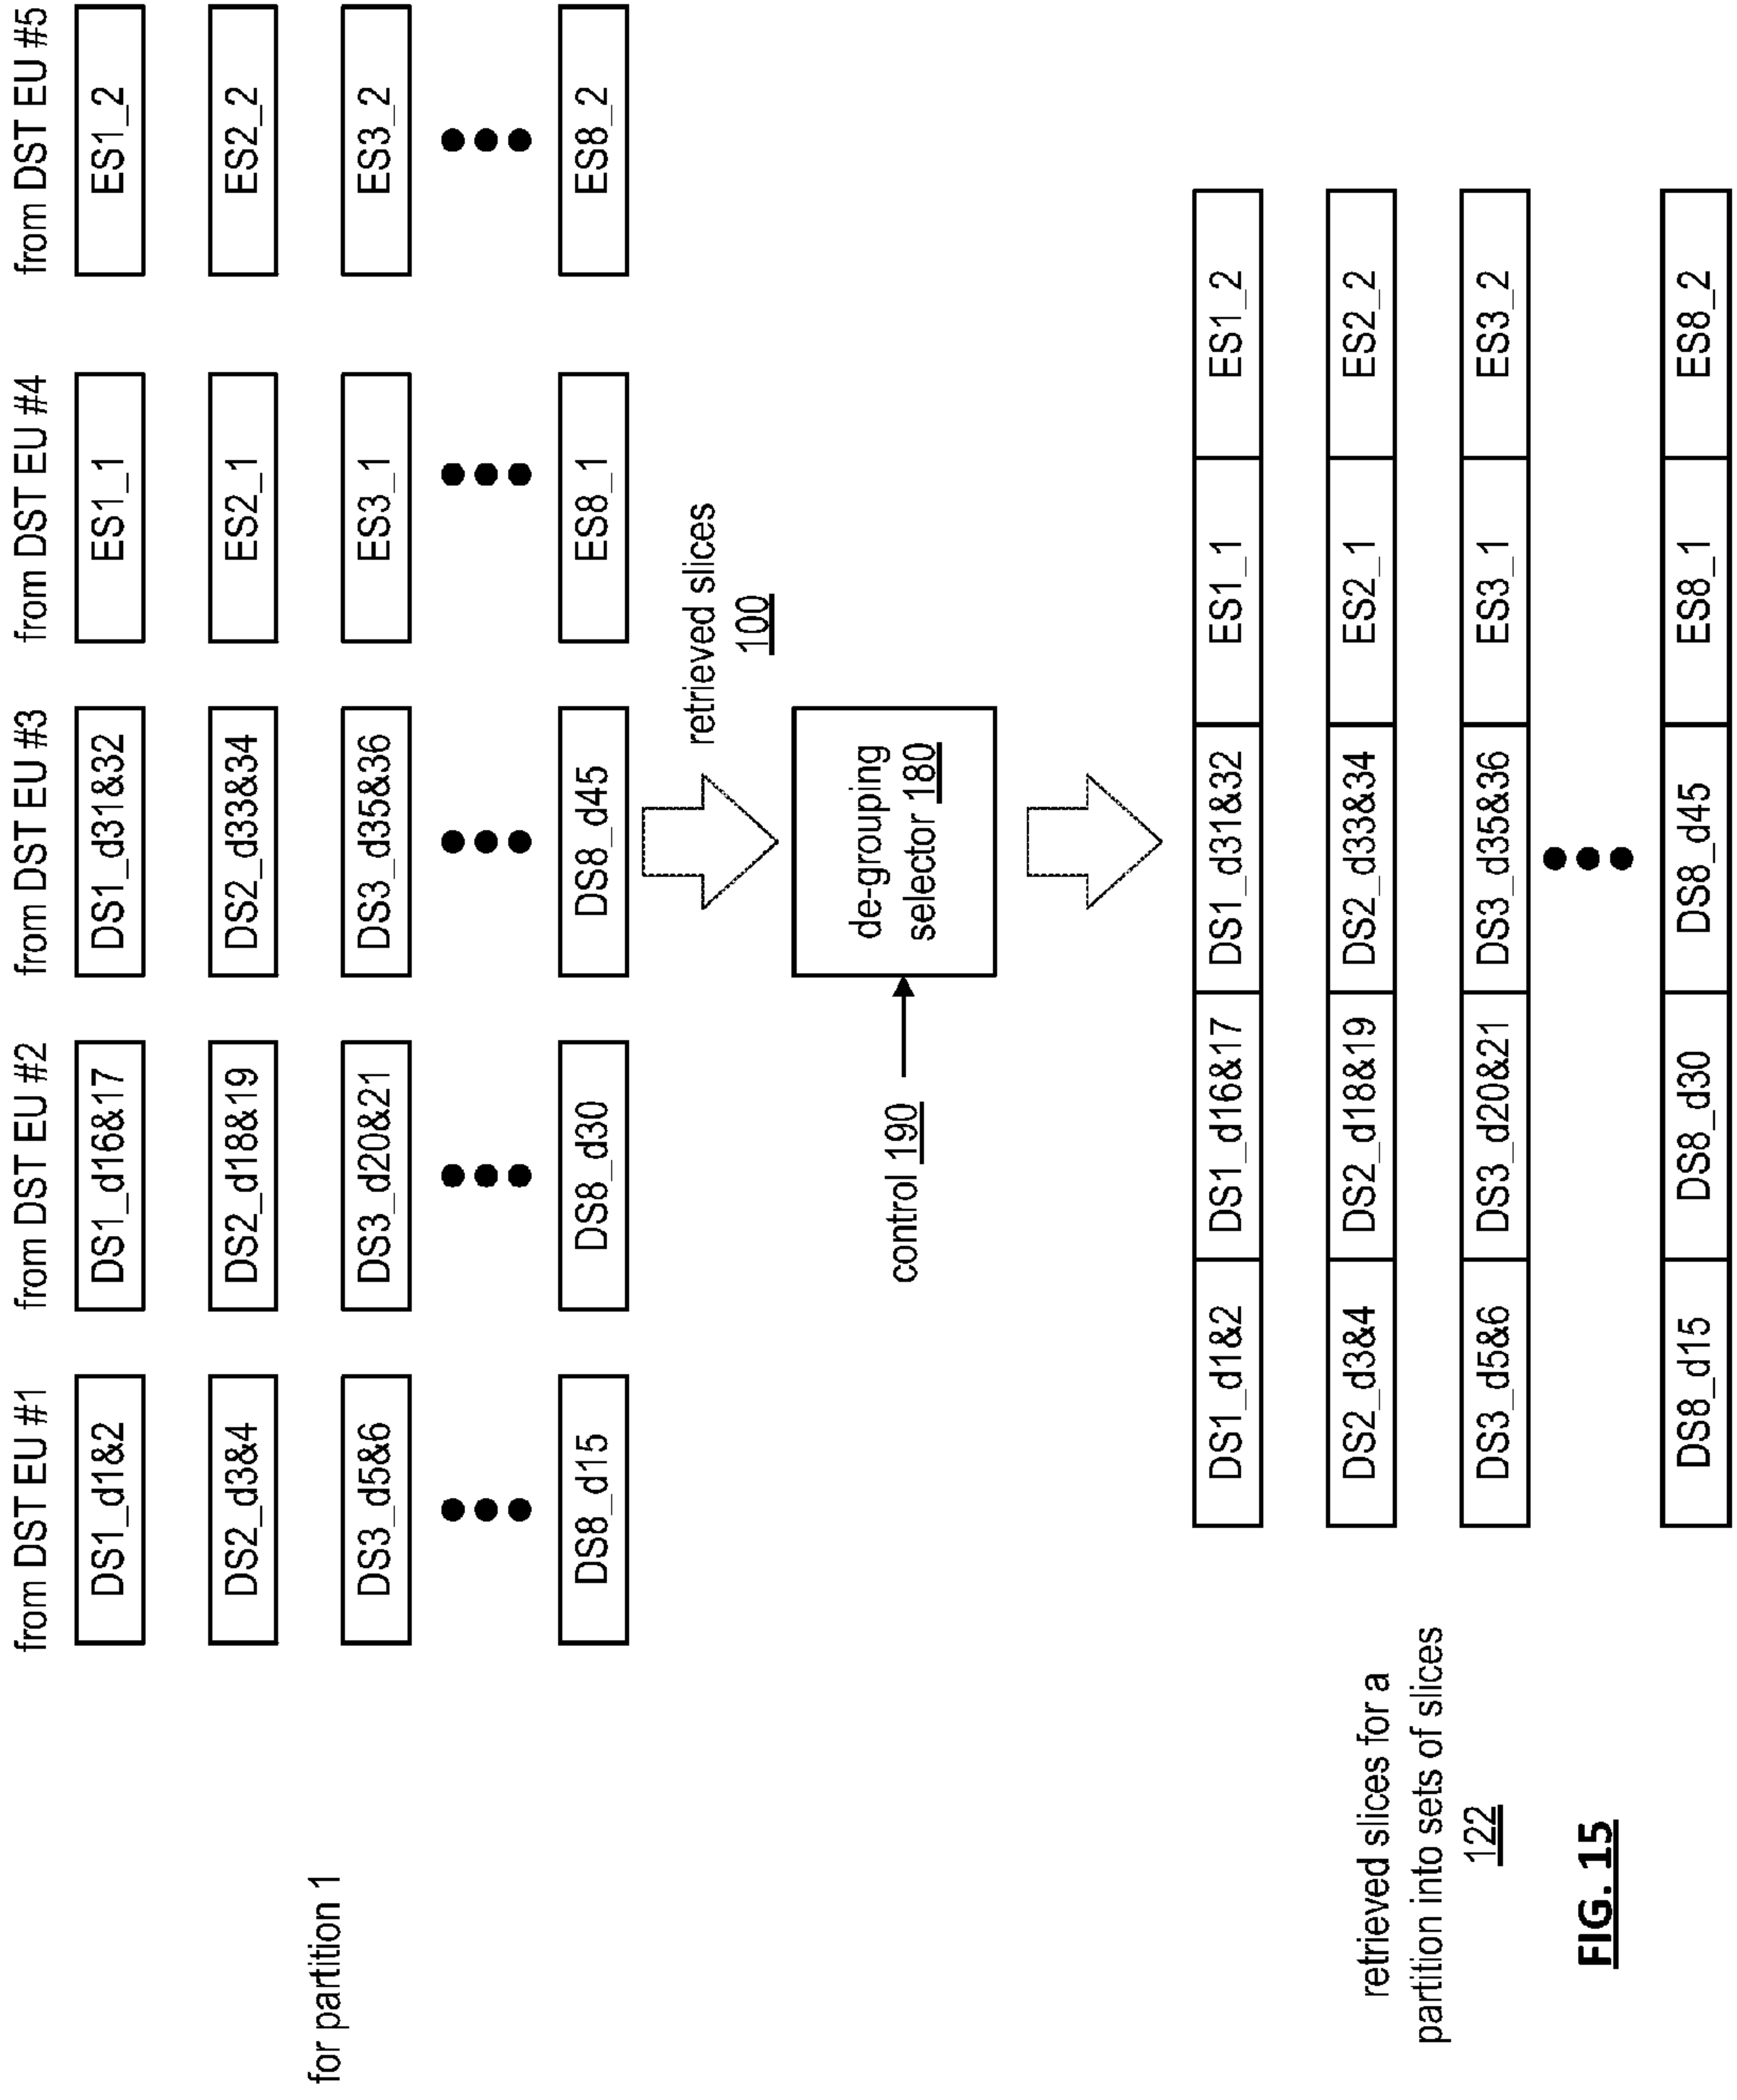 from DST EU #1
from DST EU #2
from DST EU #3
from DST EU #4
from DST EU #5
DS1_d1&2
DS1_d16&17
DS1_d31&32
ES1_1
ES1_2
DS2_d3&4
DS2_d18&19
DS2_d33&34
ES2_1
ES2_2
for partition 1
DS3_d5&6
DS3_d20&21
DS3_d35&36
ES3_1
ES3_2
DS8_d15
DS8_d30
DS8_d45
ES8_1
ES8_2
retrieved slices
100
control 190
de-grouping
selector 180
DS1_d1&2
DS1_d16&17
DS1_d31&32
ES1_1
ES1_2
DS2_d3&4
DS2_d18&19
DS2_d33&34
ES2_1
ES2_2
retrieved slices for a
partition into sets of slices
122
DS3_d5&6
DS3_d20&21
DS3_d35&36
ES3_1
ES3_2
DS8_d15
DS8_d30
DS8_d45
ES8_1
ES8_2
FIG. 15